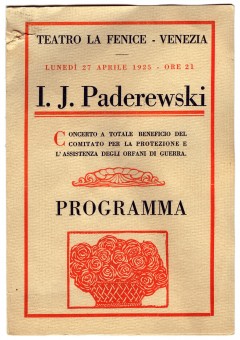 TEATRO LA FENICE - VENEZIA
LUNEDÌ 27 APRILE 1925 - ORE 21
I. J. Paderewski
CONCERTO A TOTALE BENEFICIO DEL
COMITATO PER LA PROTEZIONE E
L'ASSISTENZA DEGLI ORFANI DI GUERRA.
PROGRAMMA